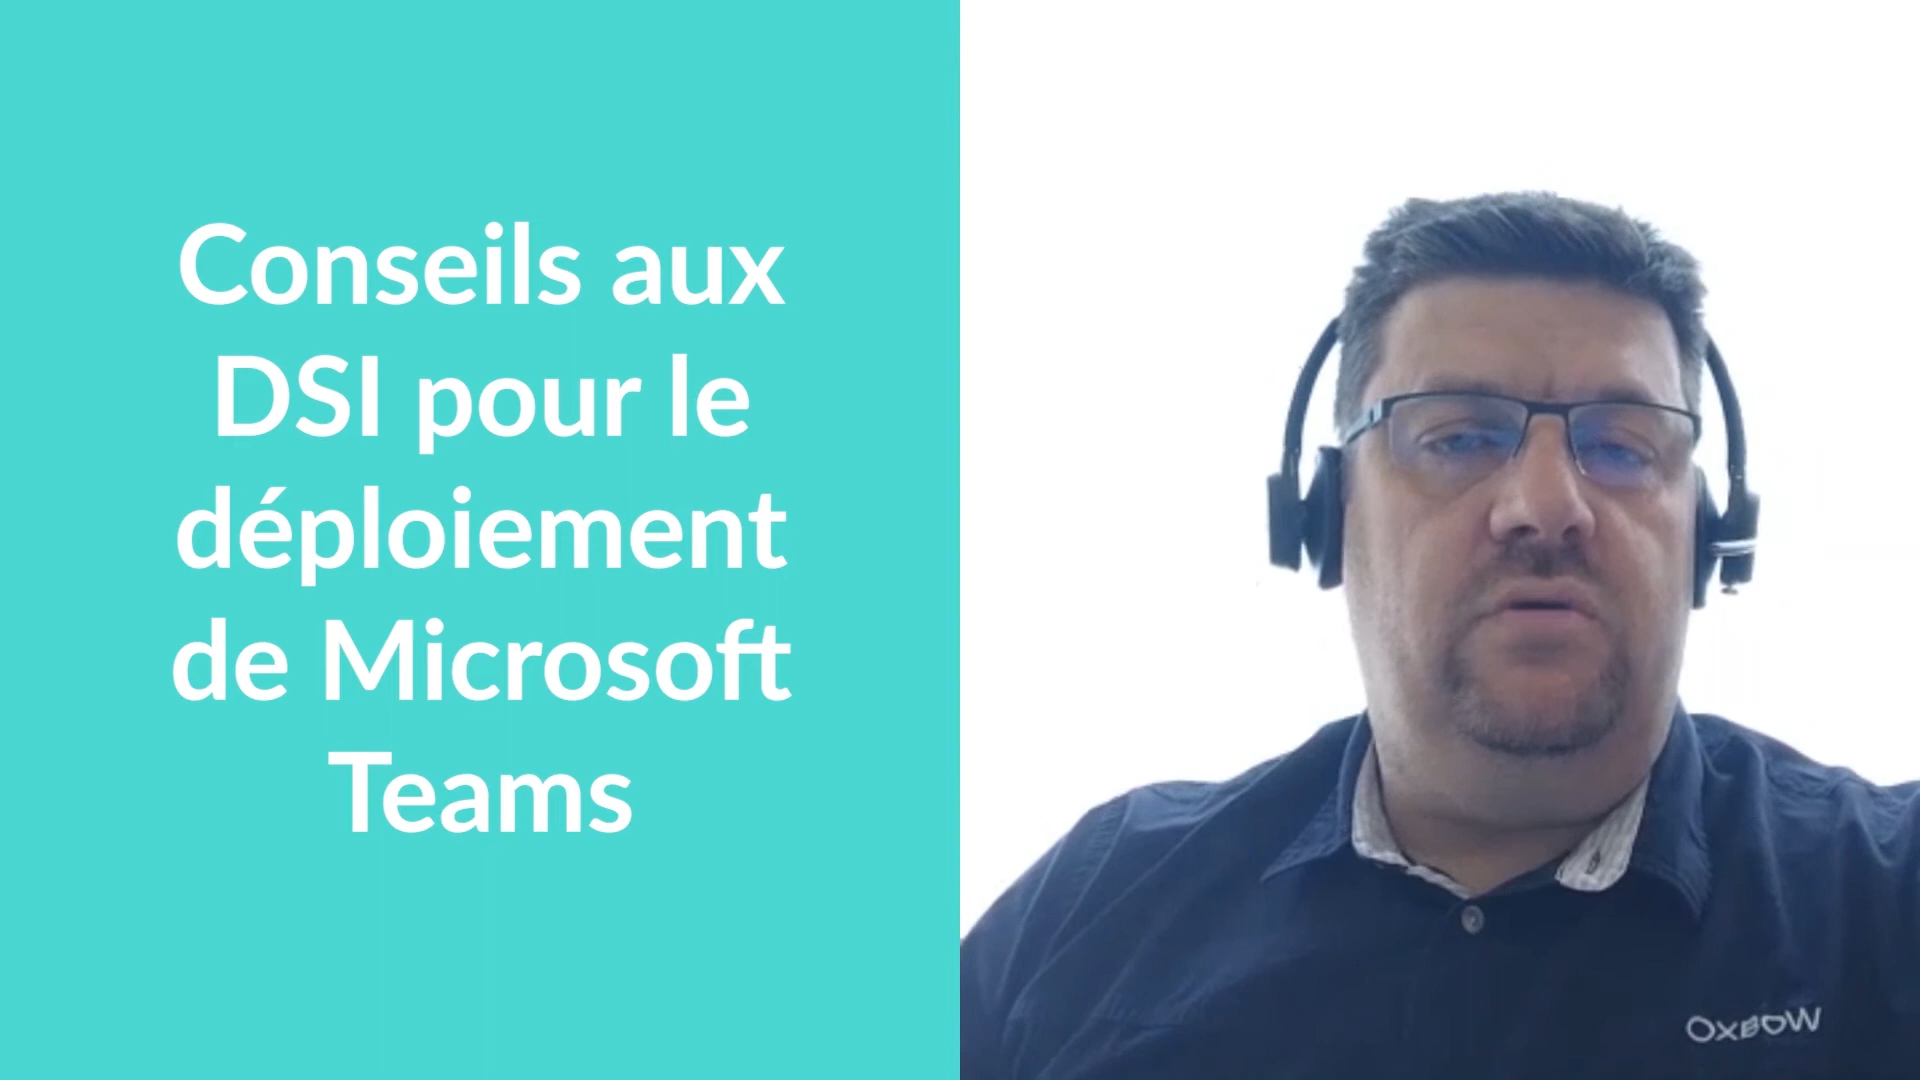 Conseils aux
DSI pour le
déploiement
de Microsoft
Teams
OXBOW